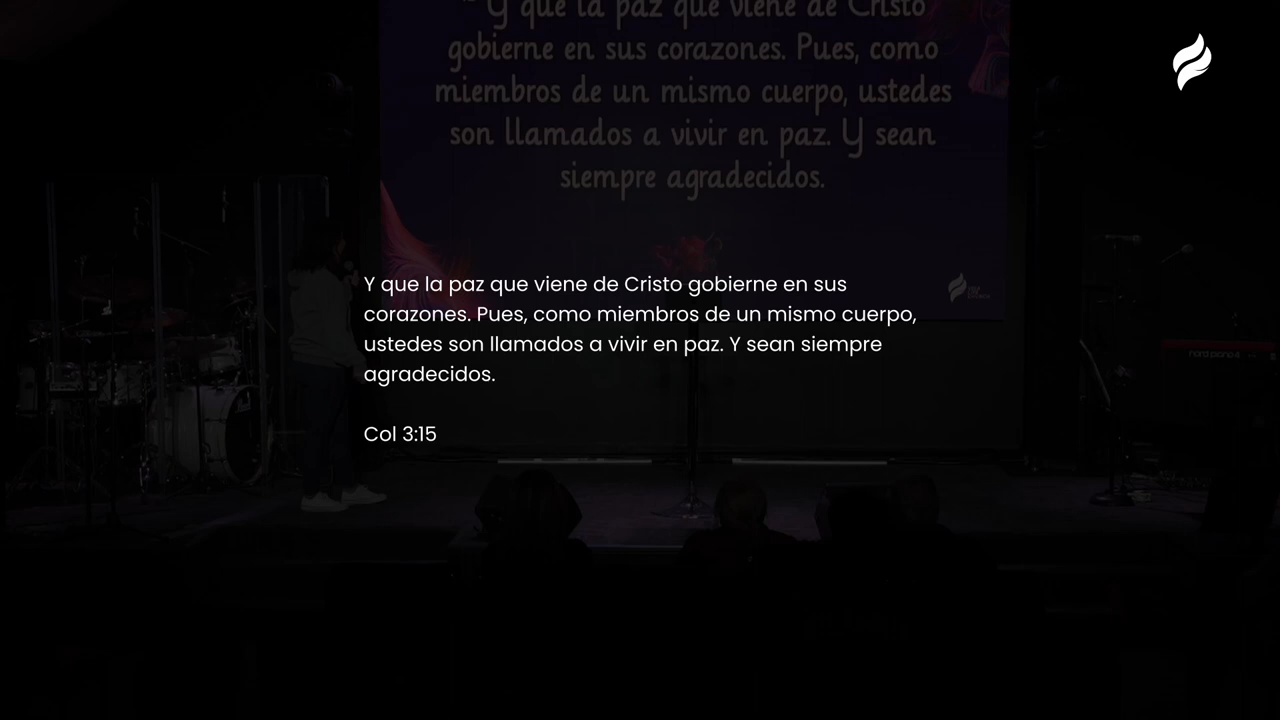 Y que la paz que viene de Cristo
gobierne en sus corazones. Pues, como
miembros de un mismo cuerpo, ustedes
son llamados a vivir en paz. Y sean
siempre agradecidos.
Y que la paz que viene de Cristo gobierne en sus
corazones. Pues, como miembros de un mismo cuerpo,
ustedes son llamados a vivir en paz. Y sean siempre
agradecidos.
Col 3:15
nord piano 4